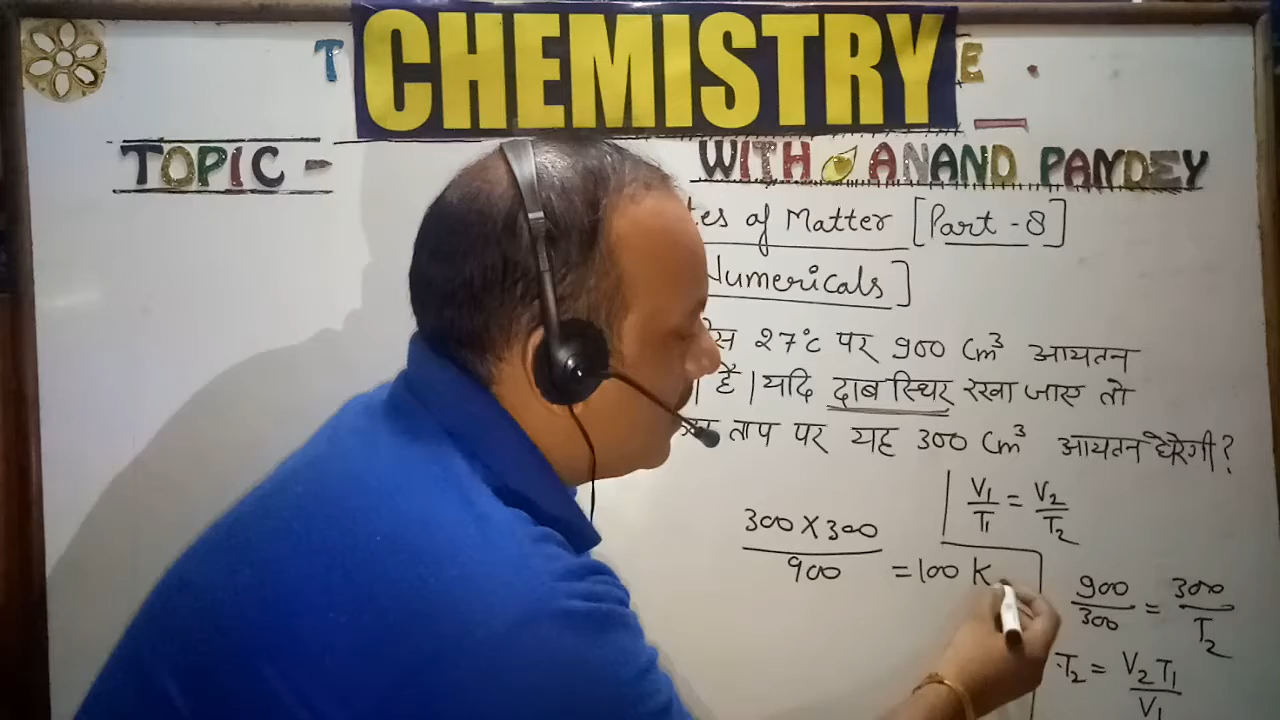 T CHEMISTRY E .
TOPIC - WITH ANAND PANDEY
tes of Matter [Part - 8]
Numericals]
27°C पर 900 Cm³ आयतन
है | यदि दाब स्थिर रखा जाए तो
ताप पर यह 300 Cm³ आयतन घेरेगी?
V₁/T₁ = V₂/T₂
300 X 300 / 900 = 100 K
900/300 = 300/T₂
T₂ = V₂T₁/V₁